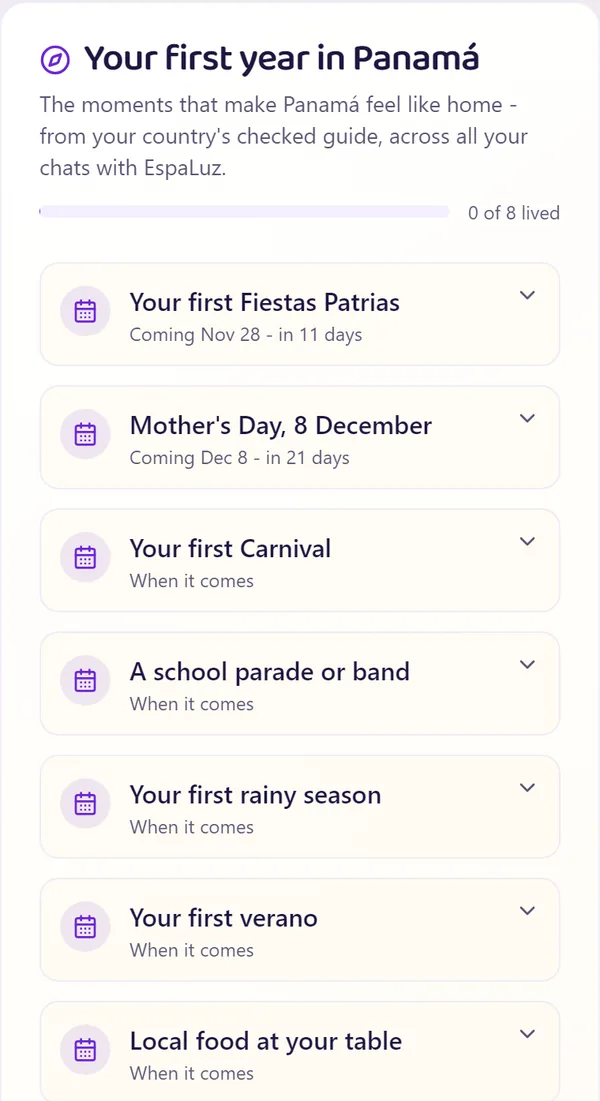 Your first year in Panamá
The moments that make Panamá feel like home -
from your country's checked guide, across all your
chats with EspaLuz.
0 of 8 lived
Your first Fiestas Patrias
Coming Nov 28 - in 11 days
Mother's Day, 8 December
Coming Dec 8 - in 21 days
Your first Carnival
When it comes
A school parade or band
When it comes
Your first rainy season
When it comes
Your first verano
When it comes
Local food at your table
When it comes